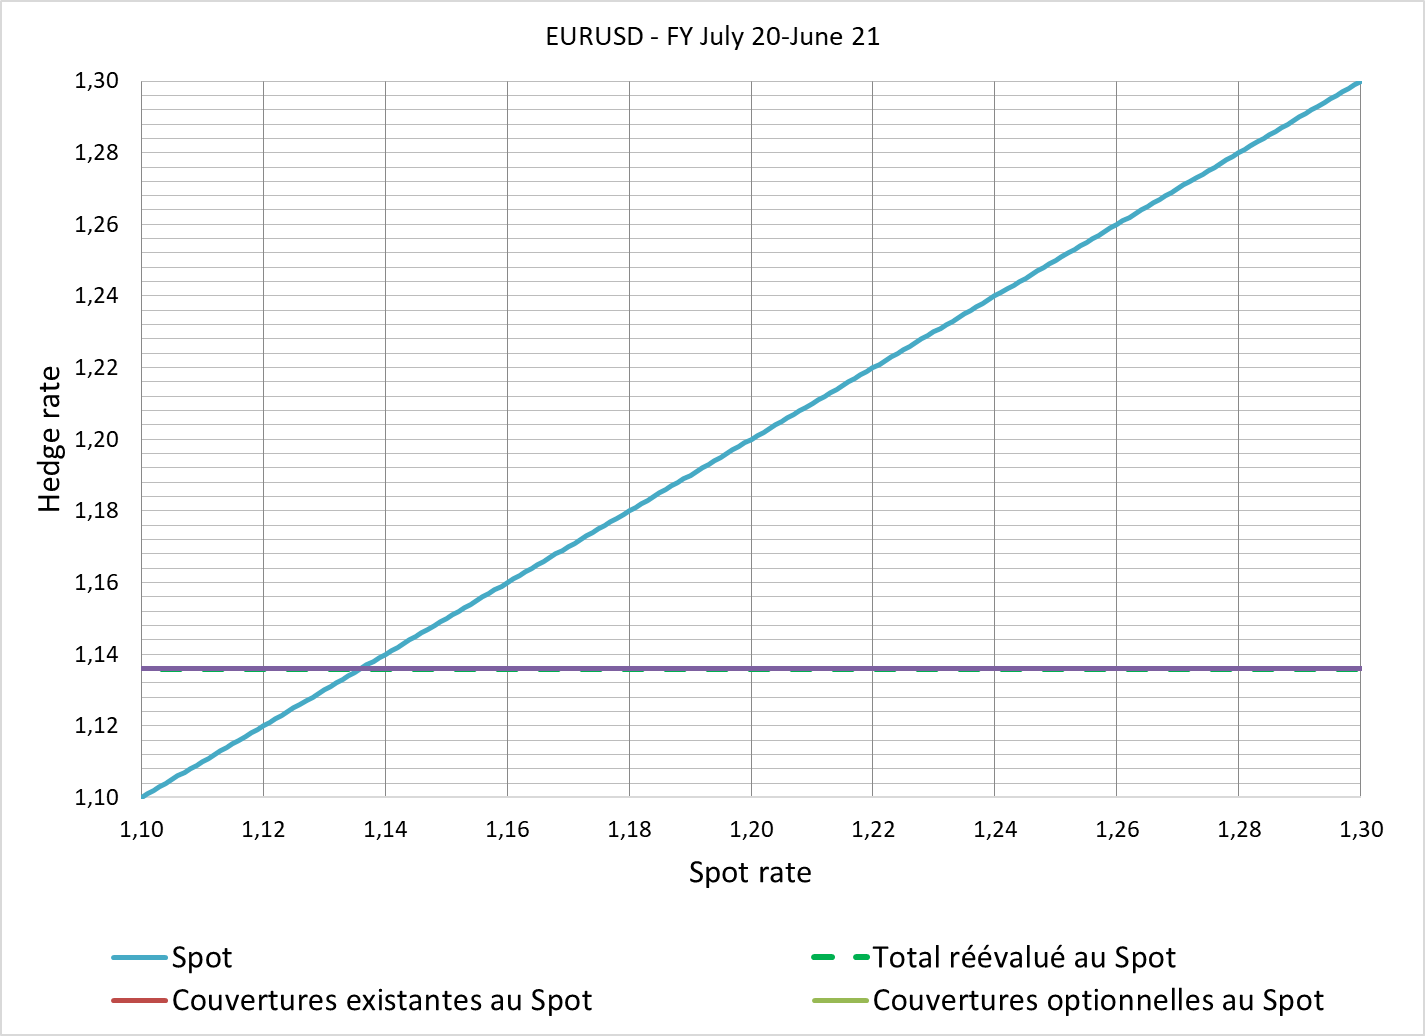 EURUSD - FY July 20-June 21
1,30
1,28
1,26
1,24
1,22
1,20
1,18
1,16
1,14
1,12
1,10
Hedge rate
1,10 1,12 1,14 1,16 1,18 1,20 1,22 1,24 1,26 1,28 1,30
Spot rate
Spot Total réévalué au Spot
Couvertures existantes au Spot Couvertures optionnelles au Spot